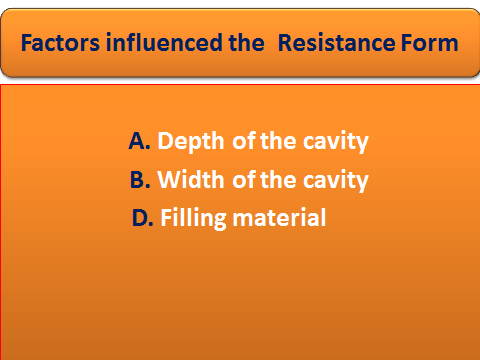 Factors influenced the Resistance Form
A. Depth of the cavity
B. Width of the cavity
D. Filling material